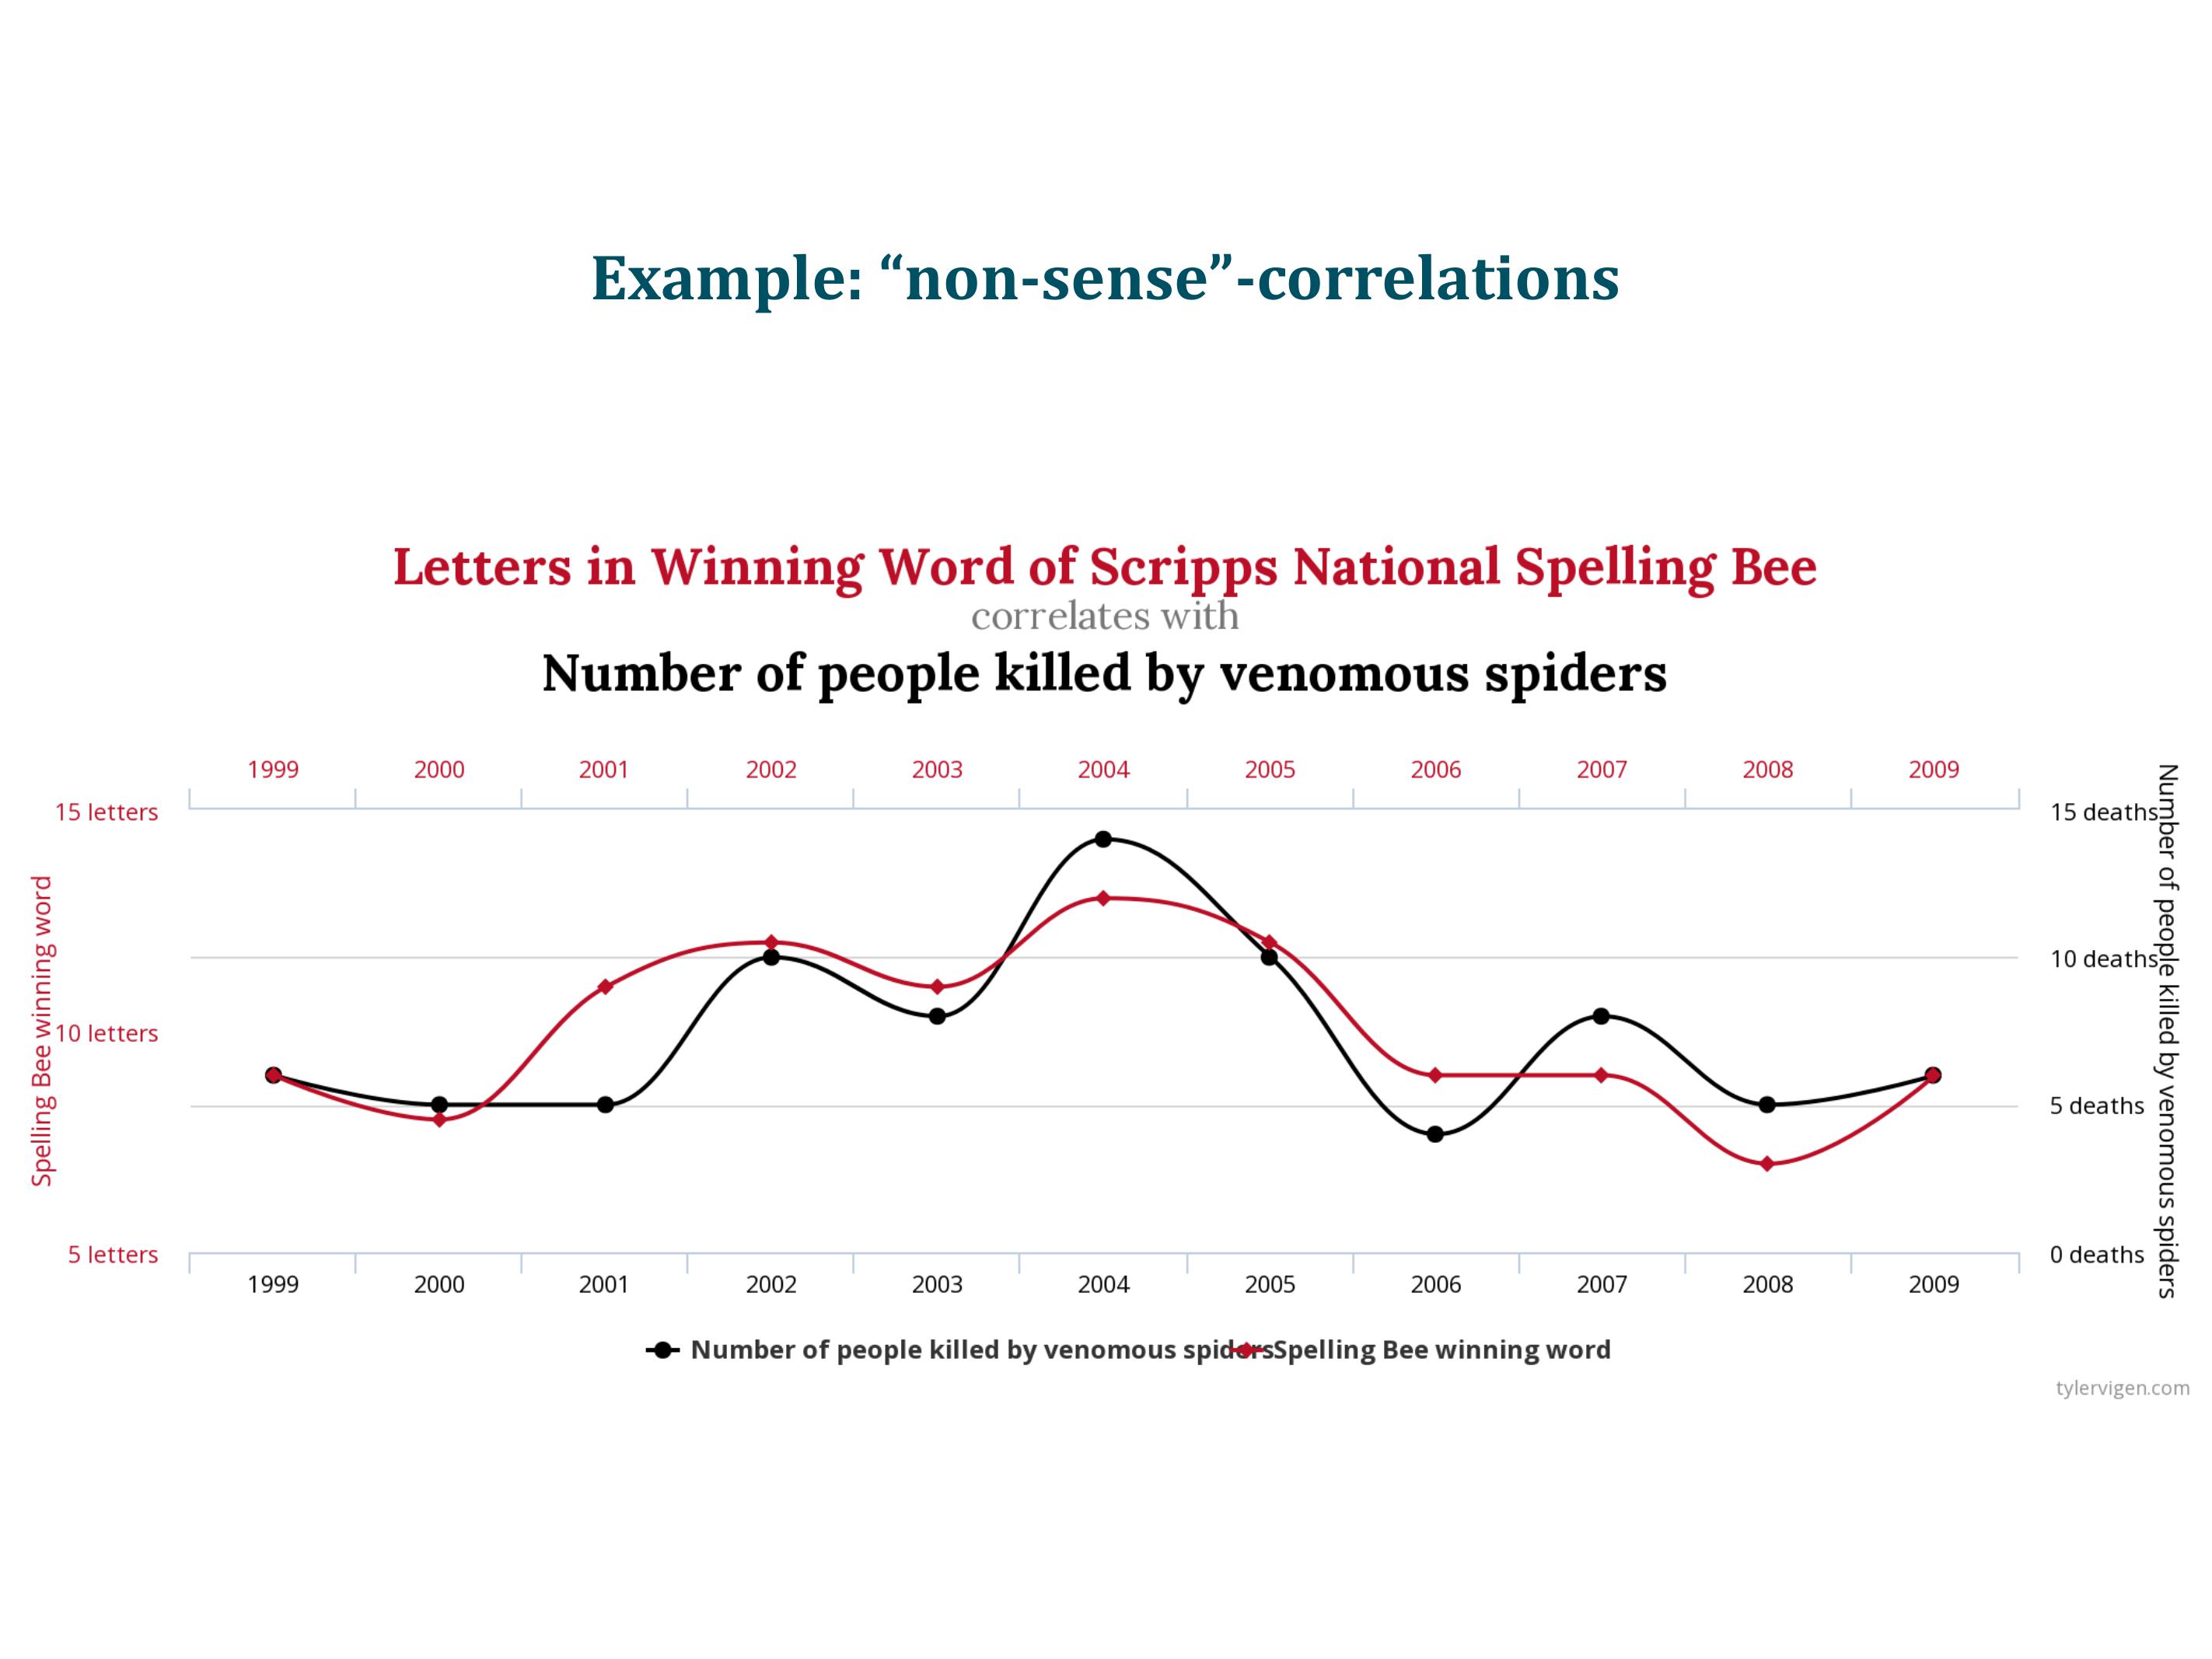 Example: “non-sense”-correlations
Letters in Winning Word of Scripps National Spelling Bee
correlates with
Number of people killed by venomous spiders
1999 2000 2001 2002 2003 2004 2005 2006 2007 2008 2009
15 letters
10 letters
5 letters
Spelling Bee winning word
15 deaths
10 deaths
5 deaths
0 deaths
Number of people killed by venomous spiders
1999 2000 2001 2002 2003 2004 2005 2006 2007 2008 2009
Number of people killed by venomous spiders Spelling Bee winning word
tylervigen.com